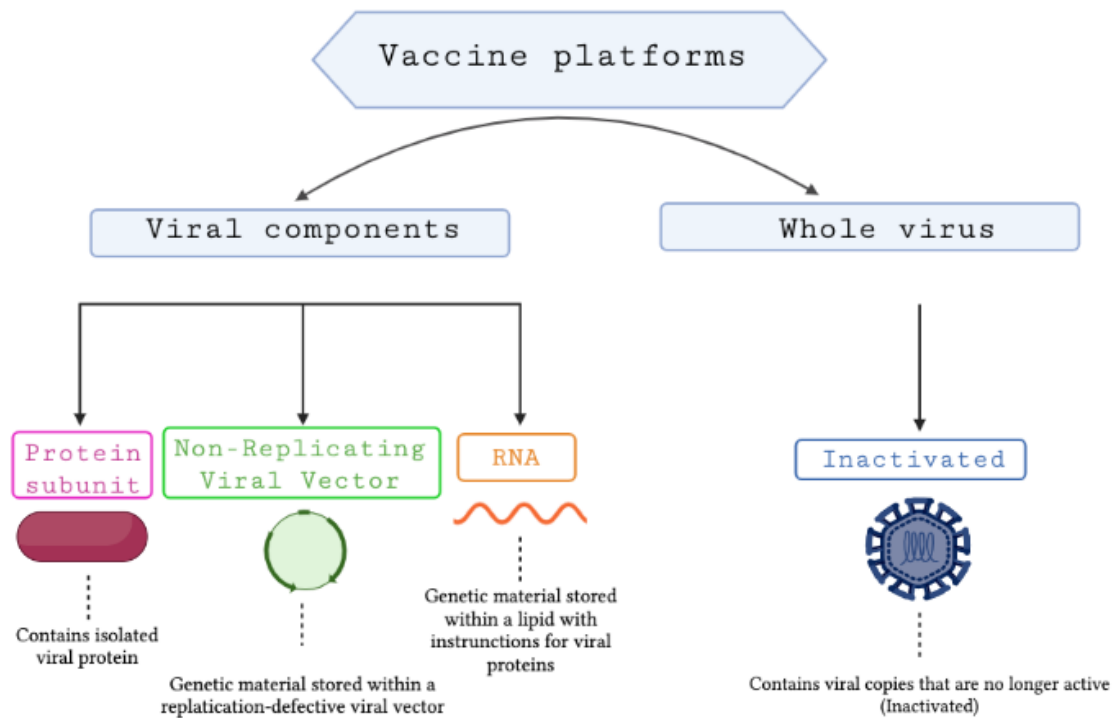 Vaccine platforms
Viral components
Whole virus
Protein
subunit
Non-Replicating
Viral Vector
RNA
Inactivated
Contains isolated
viral protein
Genetic material stored within a
replatication-defective viral vector
Genetic material stored
within a lipid with
instrunctions for viral
proteins
Contains viral copies that are no longer active
(Inactivated)